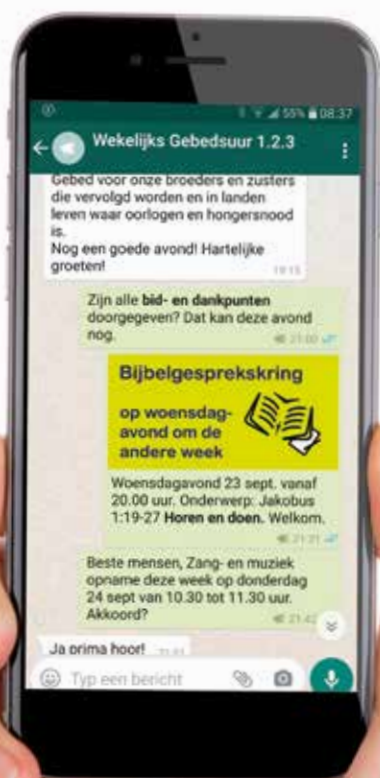 55% 08:37
Wekelijks Gebedsuur 1.2.3
Gebed voor onze broeders en zusters
die vervolgd worden en in landen
leven waar oorlogen en hongersnood
is.
Nog een goede avond! Hartelijke
groeten!
19:15
Zijn alle bid- en dankpunten
doorgegeven? Dat kan deze avond
nog.
21:00
Bijbelgesprekskring
op woensdag-
avond om de
andere week
Woensdagavond 23 sept. vanaf
20.00 uur. Onderwerp: Jakobus
1:19-27 Horen en doen. Welkom.
21:21
Beste mensen, Zang- en muziek
opname deze week op donderdag
24 sept van 10.30 tot 11.30 uur.
Akkoord?
21:42
Ja prima hoor!
Typ een bericht